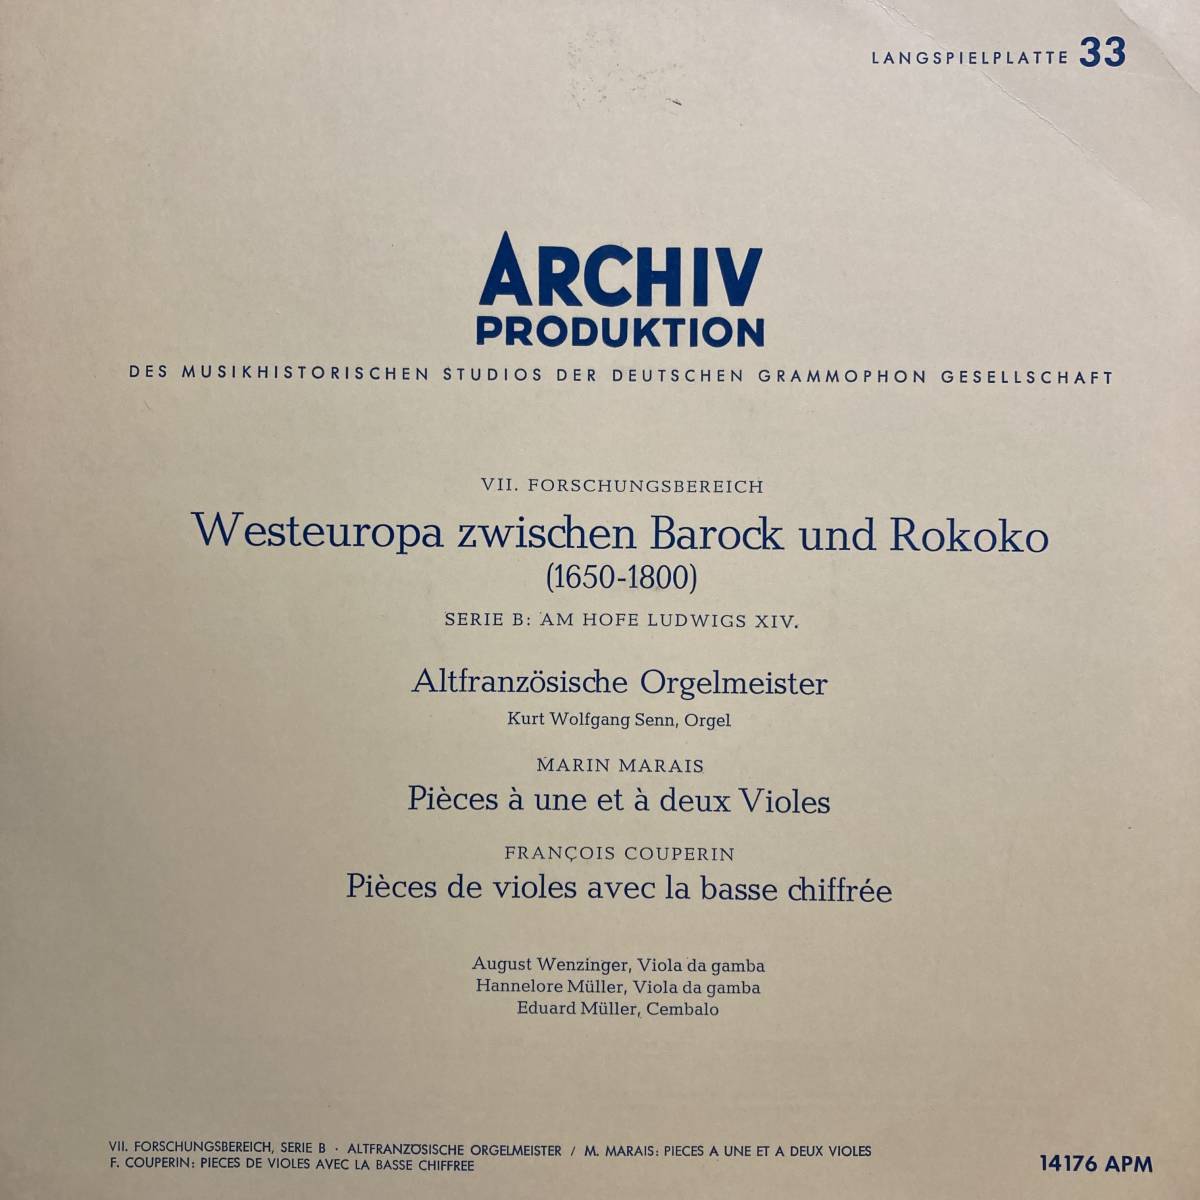 LANGSPIELPLATTE 33
ARCHIV
PRODUKTION
DES MUSIKHISTORISCHEN STUDIOS DER DEUTSCHEN GRAMMOPHON GESELLSCHAFT
VII. FORSCHUNGSBEREICH
Westeuropa zwischen Barock und Rokoko
(1650-1800)
SERIE B: AM HOFE LUDWIGS XIV.
Altfranzösische Orgelmeister
Kurt Wolfgang Senn, Orgel
MARIN MARAIS
Pièces à une et à deux Violes
FRANÇOIS COUPERIN
Pièces de violes avec la basse chiffrée
August Wenzinger, Viola da gamba
Hannelore Müller, Viola da gamba
Eduard Müller, Cembalo
VII. FORSCHUNGSBEREICH, SERIE B · ALTFRANZÖSISCHE ORGELMEISTER / M. MARAIS: PIECES A UNE ET A DEUX VIOLES
F. COUPERIN: PIECES DE VIOLES AVEC LA BASSE CHIFFREE
14176 APM